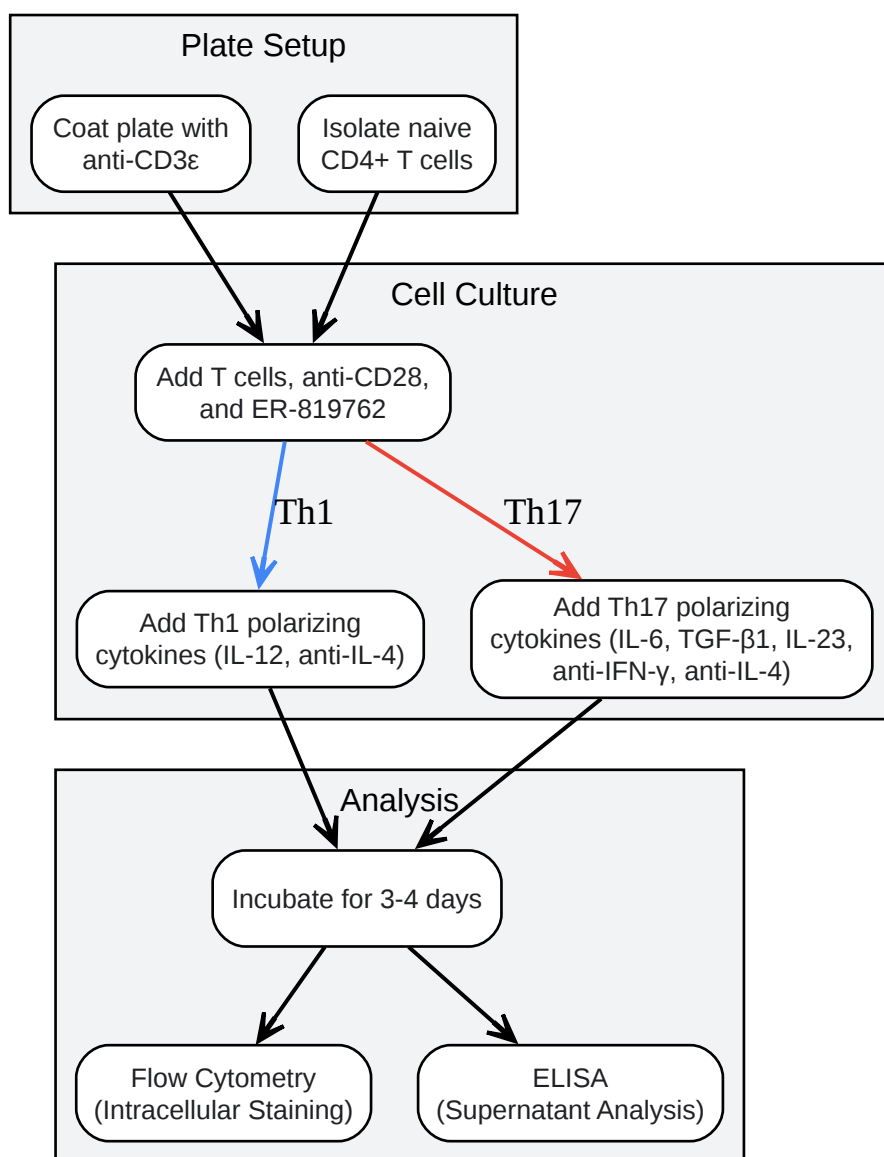 Plate Setup
Coat plate with
anti-CD3ε
Isolate naive
CD4+ T cells
Cell Culture
Add T cells, anti-CD28,
and ER-819762
Th1
Th17
Add Th1 polarizing
cytokines (IL-12, anti-IL-4)
Add Th17 polarizing
cytokines (IL-6, TGF-β1, IL-23,
anti-IFN-γ, anti-IL-4)
Analysis
Incubate for 3-4 days
Flow Cytometry
(Intracellular Staining)
ELISA
(Supernatant Analysis)